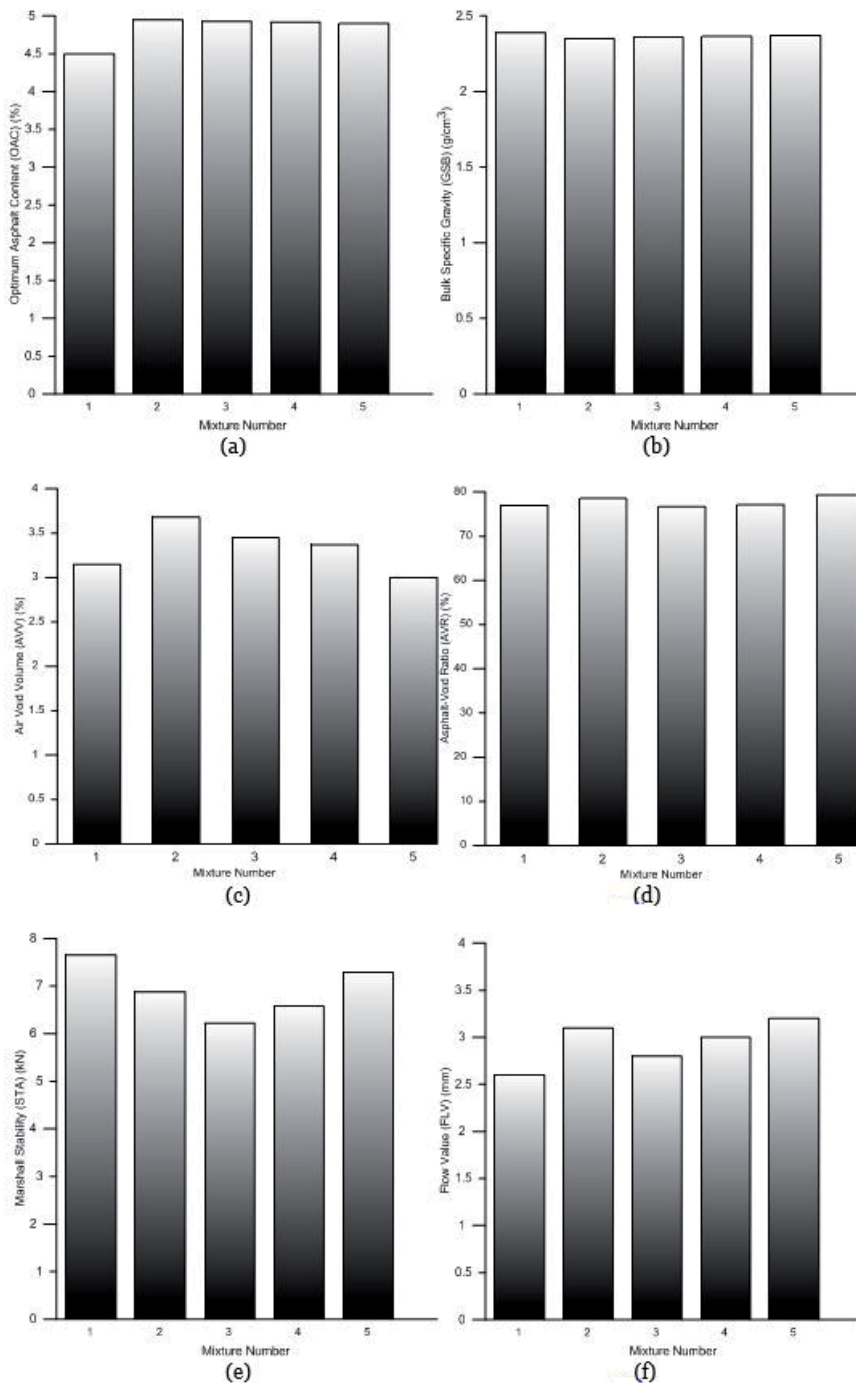 5
4.5
4
3.5
3
2.5
2
1.5
1
0.5
0
Optimum Asphalt Content (OAC) (%)
1 2 3 4 5
Mixture Number
(a)
2.5
2
1.5
1
0.5
0
Bulk Specific Gravity (GSB) (g/cm³)
1 2 3 4 5
Mixture Number
(b)
4
3.5
3
2.5
2
1.5
1
0.5
0
Air Void Volume (AVV) (%)
1 2 3 4 5
Mixture Number
(c)
80
70
60
50
40
30
20
10
0
Asphalt-Void Ratio (AVR) (%)
1 2 3 4 5
Mixture Number
(d)
8
7
6
5
4
3
2
1
0
Marshall Stability (STA) (kN)
1 2 3 4 5
Mixture Number
(e)
4
3.5
3
2.5
2
1.5
1
0.5
0
Flow Value (FLV) (mm)
1 2 3 4 5
Mixture Number
(f)